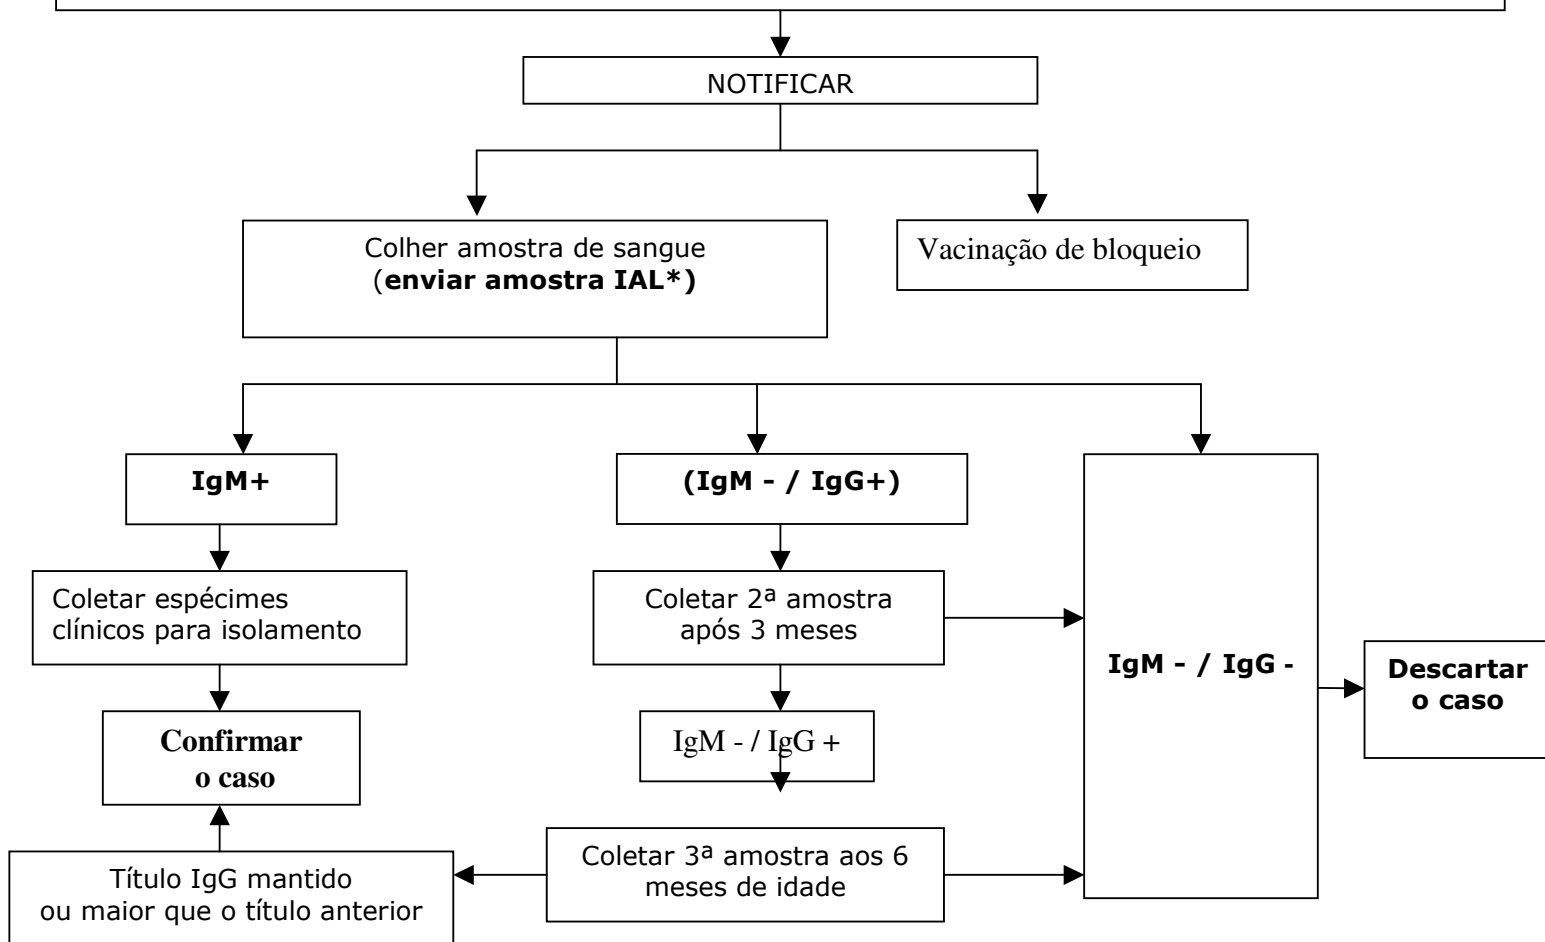 NOTIFICAR
Colher amostra de sangue
(enviar amostra IAL*)
Vacinação de bloqueio
IgM+
(IgM - / IgG+)
Coletar espécimes
clínicos para isolamento
Coletar 2ª amostra
após 3 meses
IgM - / IgG -
Descartar
o caso
Confirmar
o caso
IgM - / IgG +
Coletar 3ª amostra aos 6
meses de idade
Título IgG mantido
ou maior que o título anterior